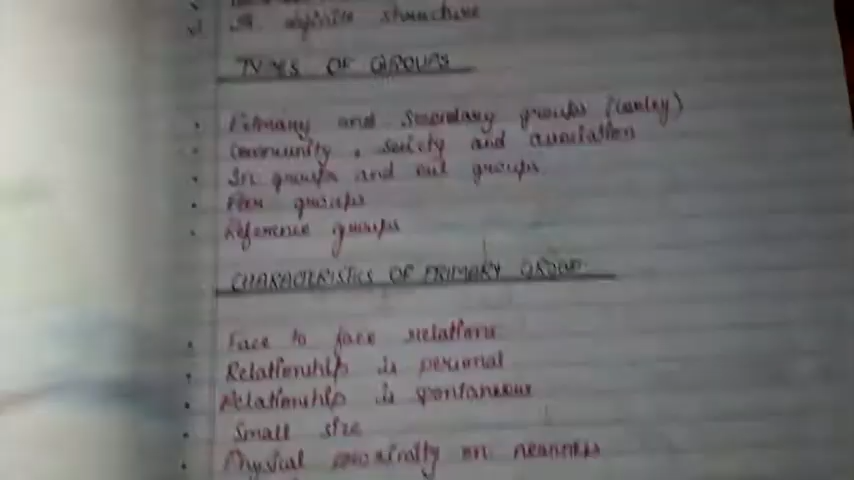 A definite structure
TYPES OF GROUPS
• Primary and Secondary groups (Cooley)
• Community, society and association
• In groups and out groups.
• Peer groups
• Reference groups
CHARACTERISTICS OF PRIMARY GROUP
• Face to face relations
• Relationship is personal
• Relationship is spontaneous
• Small size
• Physical proximity or nearness